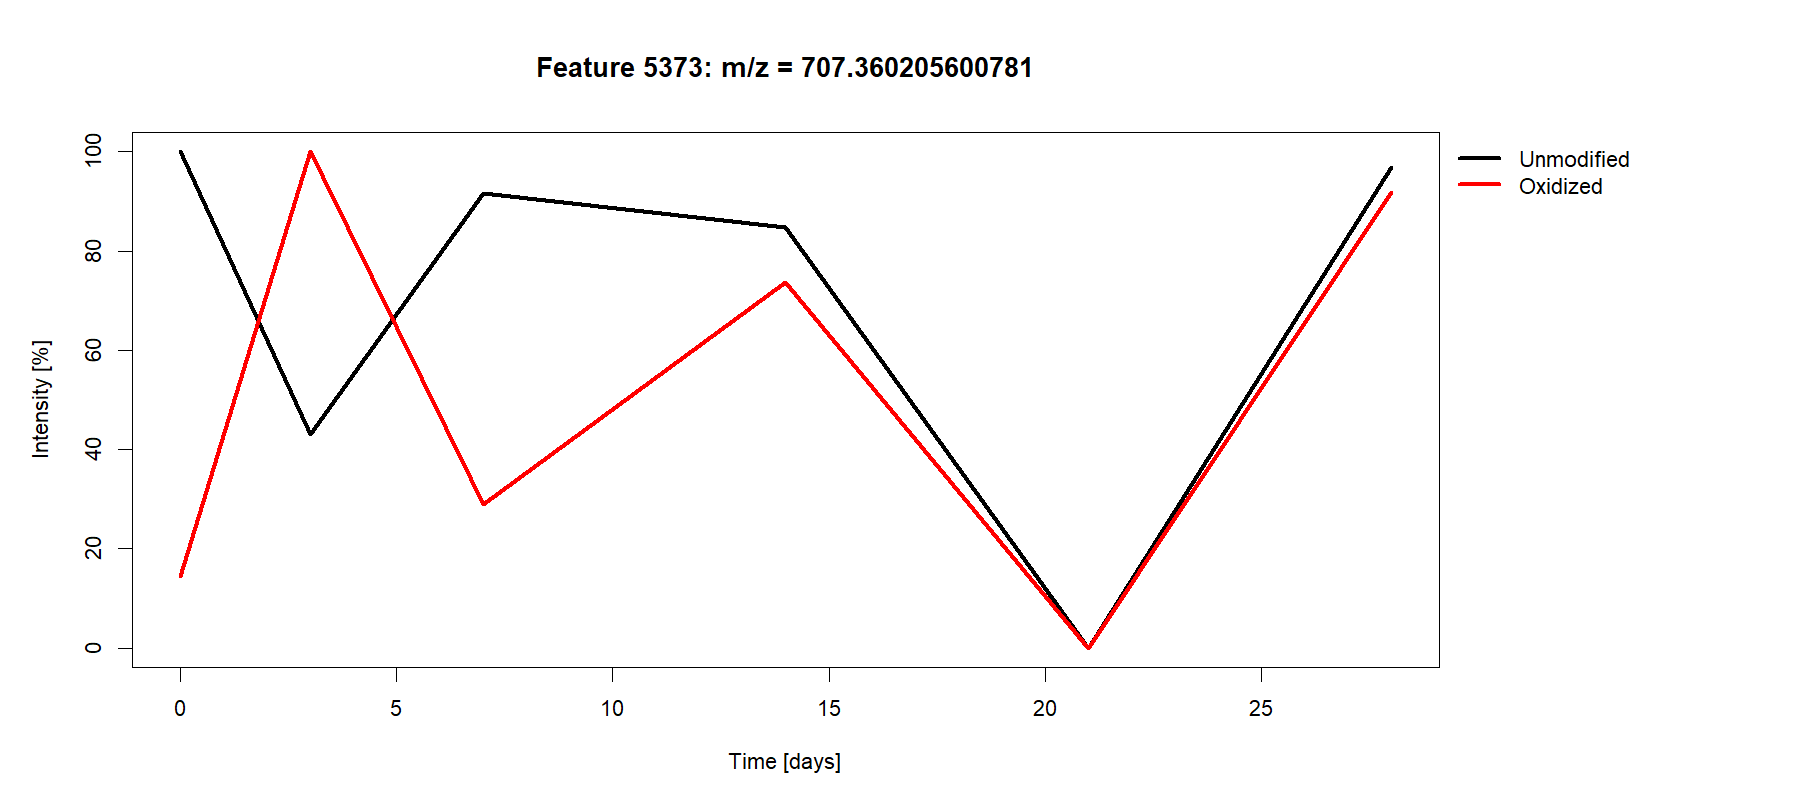 Feature 5373: m/z = 707.360205600781
Unmodified
Oxidized
Intensity [%]
100
80
60
40
20
0
0 5 10 15 20 25
Time [days]